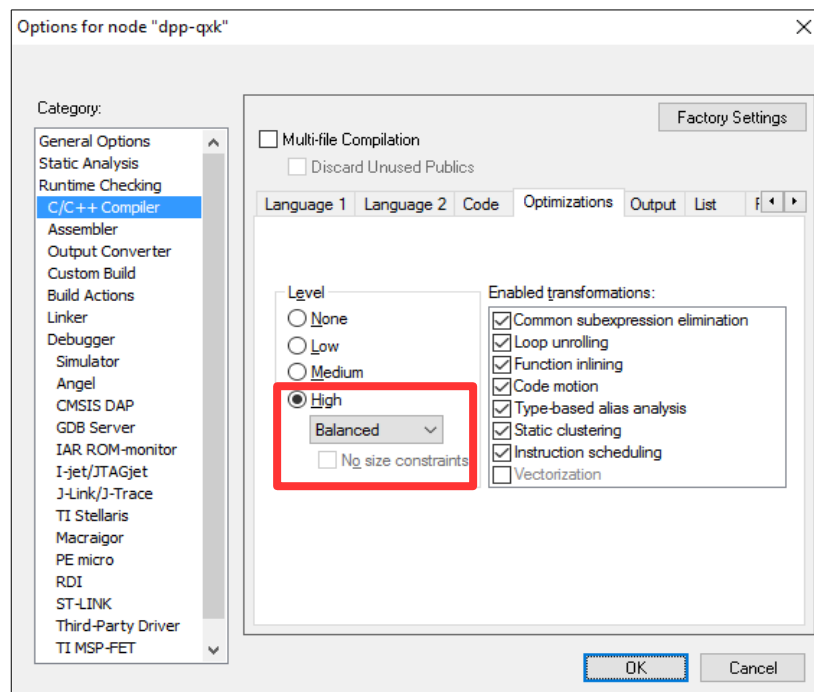 Options for node "dpp-qxk"
Category:
General Options
Static Analysis
Runtime Checking
C/C++ Compiler
Assembler
Output Converter
Custom Build
Build Actions
Linker
Debugger
Simulator
Angel
CMSIS DAP
GDB Server
IAR ROM-monitor
I-jet/JTAGjet
J-Link/J-Trace
TI Stellaris
Macraigor
PE micro
RDI
ST-LINK
Third-Party Driver
TI MSP-FET
Factory Settings
Multi-file Compilation
Discard Unused Publics
Language 1 Language 2 Code Optimizations Output List
Level
None
Low
Medium
High
Balanced
No size constraints
Enabled transformations:
Common subexpression elimination
Loop unrolling
Function inlining
Code motion
Type-based alias analysis
Static clustering
Instruction scheduling
Vectorization
OK Cancel